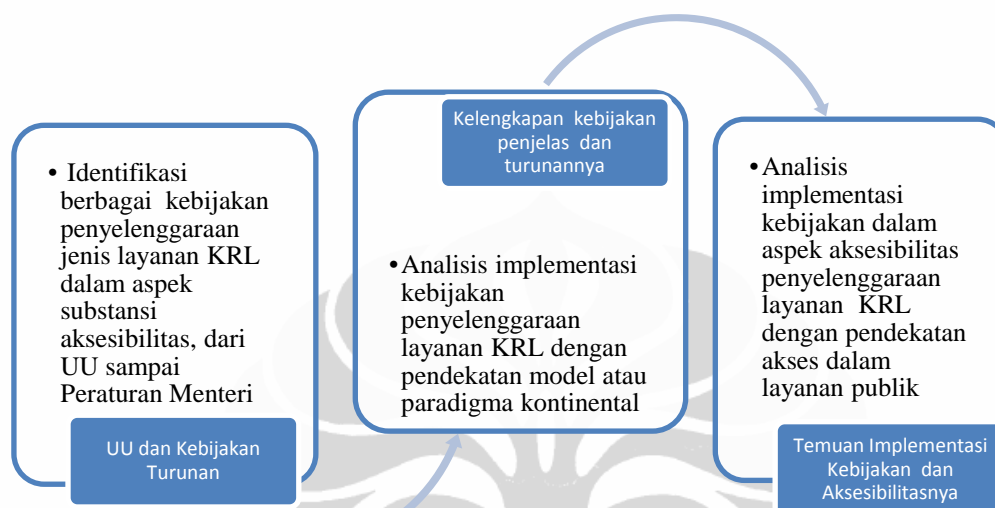 • Identifikasi
berbagai kebijakan
penyelenggaraan
jenis layanan KRL
dalam aspek
substansi
aksesibilitas, dari
UU sampai
Peraturan Menteri
UU dan Kebijakan
Turunan
Kelengkapan kebijakan
penjelas dan
turunannya
•Analisis implementasi
kebijakan
penyelenggaraan
layanan KRL dengan
pendekatan model atau
paradigma kontinental
•Analisis
implementasi
kebijakan dalam
aspek aksesibilitas
penyelenggaraan
layanan KRL
dengan pendekatan
akses dalam
layanan publik
Temuan Implementasi
Kebijakan dan
Aksesibilitasnya